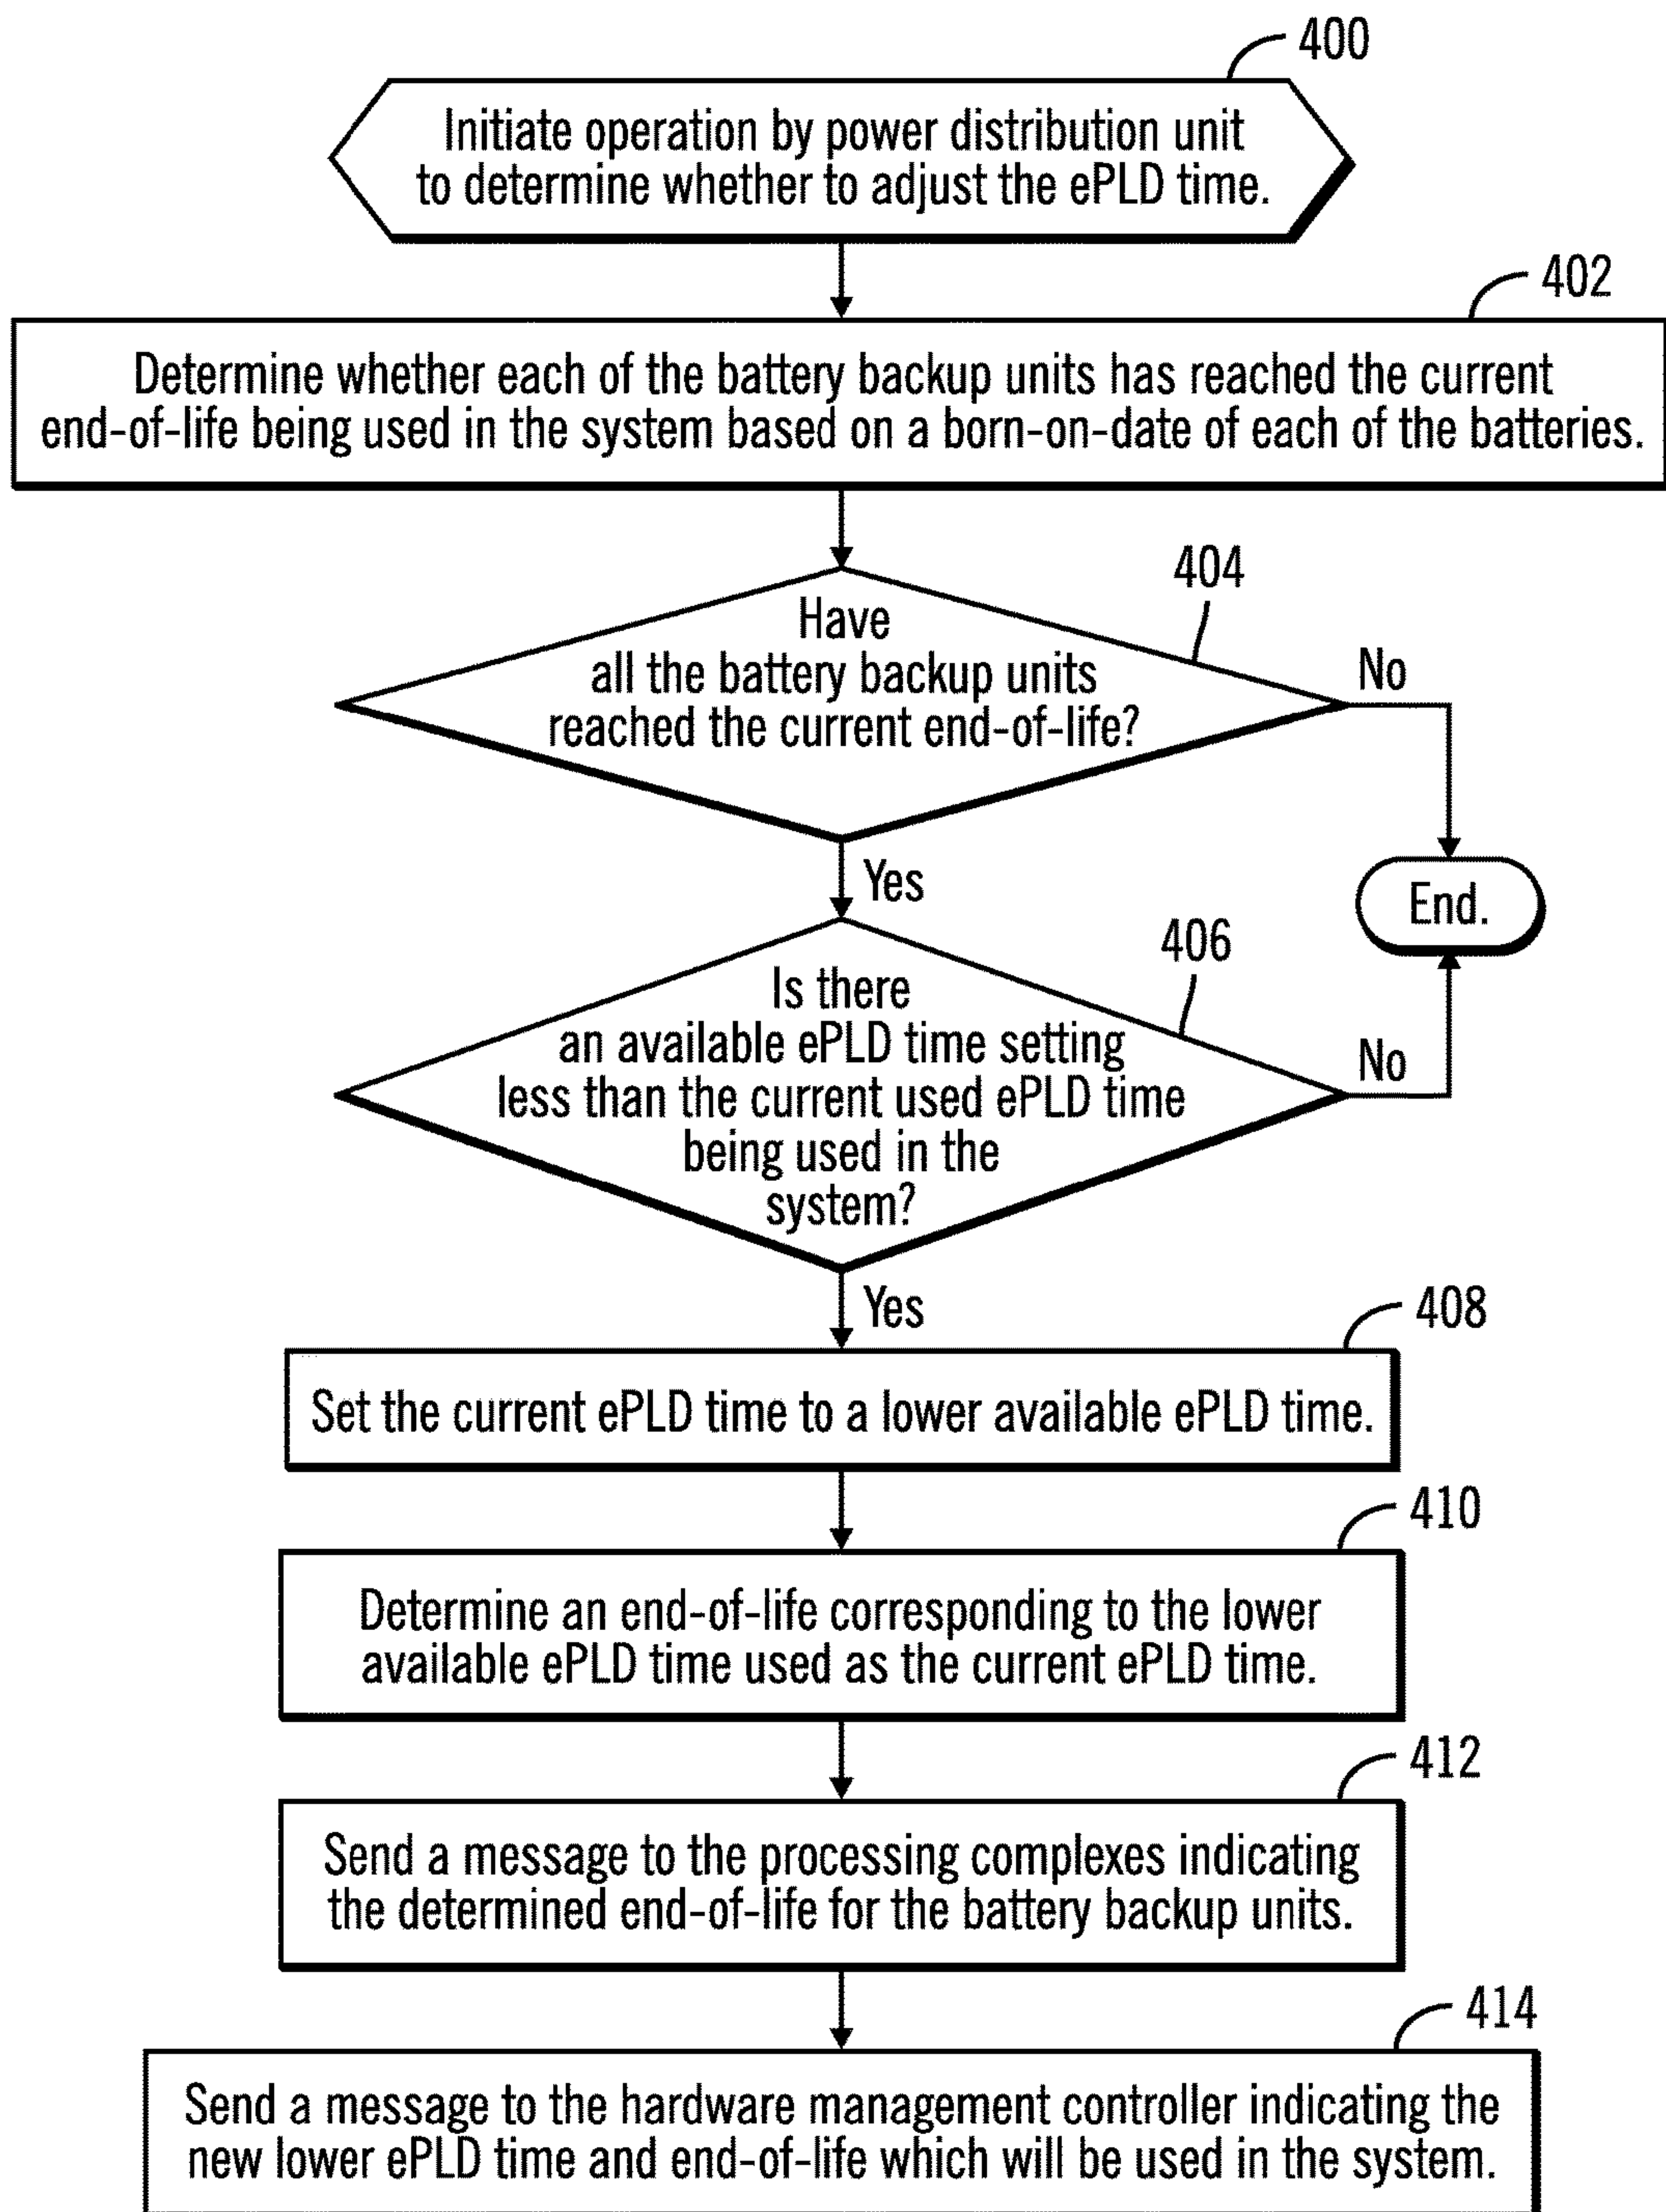 400
Initiate operation by power distribution unit
to determine whether to adjust the ePLD time.
402
Determine whether each of the battery backup units has reached the current
end-of-life being used in the system based on a born-on-date of each of the batteries.
404
Have
all the battery backup units
reached the current end-of-life?
No
Yes
End.
406
Is there
an available ePLD time setting
less than the current used ePLD time
being used in the
system?
No
Yes
408
Set the current ePLD time to a lower available ePLD time.
410
Determine an end-of-life corresponding to the lower
available ePLD time used as the current ePLD time.
412
Send a message to the processing complexes indicating
the determined end-of-life for the battery backup units.
414
Send a message to the hardware management controller indicating the
new lower ePLD time and end-of-life which will be used in the system.